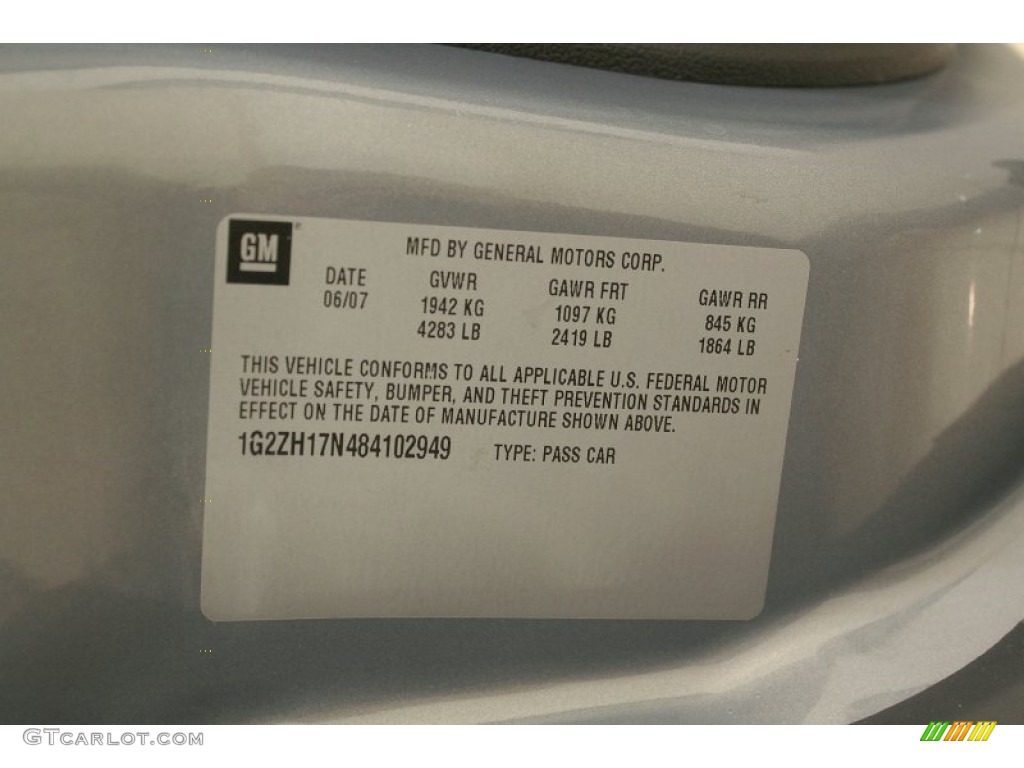 GM
MFD BY GENERAL MOTORS CORP.
DATE GVWR GAWR FRT GAWR RR
06/07 1942 KG 1097 KG 845 KG
4283 LB 2419 LB 1864 LB
THIS VEHICLE CONFORMS TO ALL APPLICABLE U.S. FEDERAL MOTOR
VEHICLE SAFETY, BUMPER, AND THEFT PREVENTION STANDARDS IN
EFFECT ON THE DATE OF MANUFACTURE SHOWN ABOVE.
1G2ZH17N484102949 TYPE: PASS CAR
GTcarlot.com